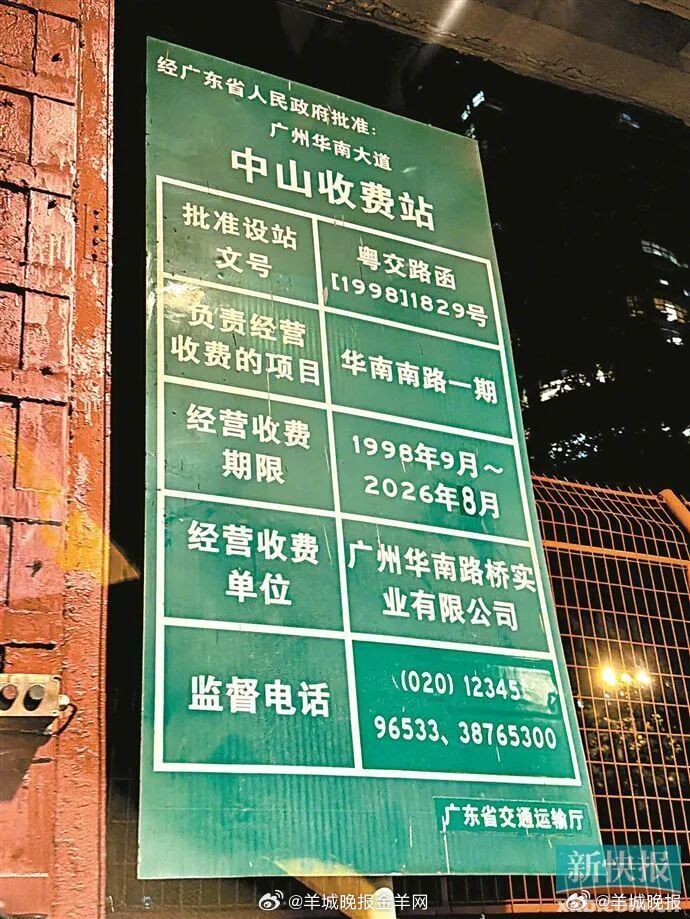 经广东省人民政府批准：
广州华南大道
中山收费站
批准设站
文号
粤交路函
[1998]1829号
负责经营
收费的项目
华南南路一期
经营收费
期限
1998年9月～
2026年8月
经营收费
单位
广州华南路桥实
业有限公司
监督电话
(020) 12345、
96533、38765300
广东省交通运输厅
新快报
@羊城晚报金羊网
@羊城晚报